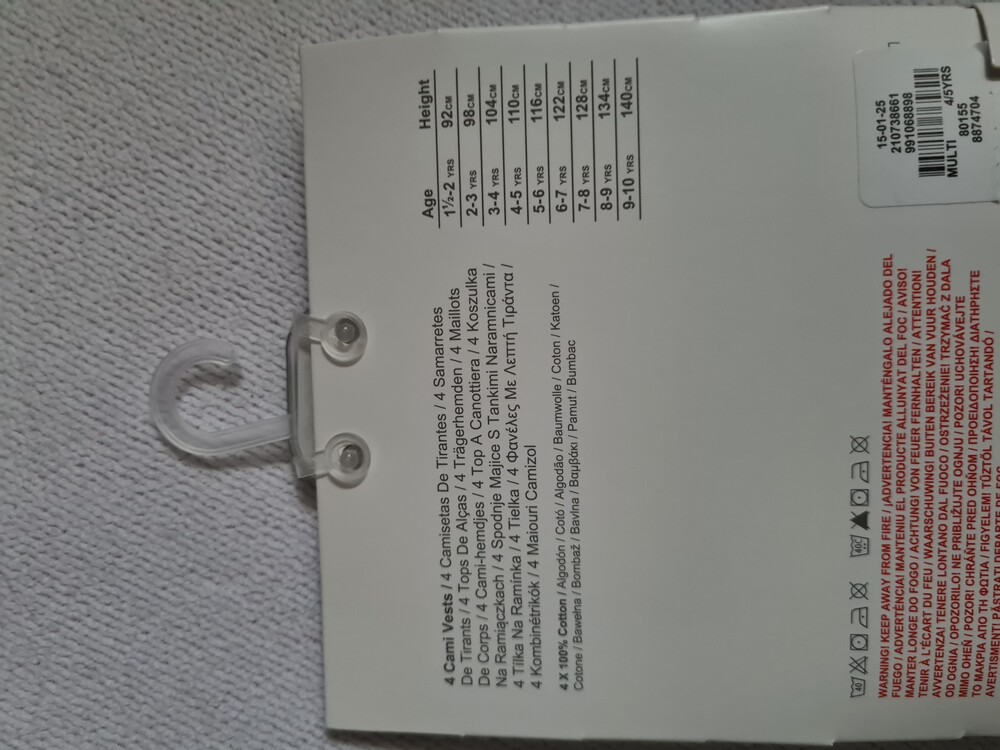 Age Height
1½-2 YRS 92CM
2-3 YRS 98CM
3-4 YRS 104CM
4-5 YRS 110CM
5-6 YRS 116CM
6-7 YRS 122CM
7-8 YRS 128CM
8-9 YRS 134CM
9-10 YRS 140CM
4 Cami Vests / 4 Camisetas De Tirantes / 4 Samarretes
De Tirants / 4 Tops De Alças / 4 Trägerhemden / 4 Maillots
De Corps / 4 Cami-hemdjes / 4 Top A Canottiera / 4 Koszulka
Na Ramiączkach / 4 Spodnje Majice S Tankimi Naramnicami /
4 Tílka Na Ramínka / 4 Tielka / 4 Φανέλες Με Λεπτή Τιράντα /
4 Kombinétrikók / 4 Maiouri Camizol
4 X 100% Cotton / Algodón / Cotó / Algodão / Baumwolle / Coton / Katoen /
Cotone / Bawełna / Bombaž / Bavlna / Βαμβάκι / Pamut / Bumbac
15-01-25
210738661
991068898
MULTI 4/5YRS
80155
8874704
40
40
WARNING! KEEP AWAY FROM FIRE / ¡ADVERTENCIA! MANTÉNGALO ALEJADO DEL
FUEGO / ADVERTÈNCIA! MANTENIU EL PRODUCTE ALLUNYAT DEL FOC / AVISO!
MANTER LONGE DO FOGO / ACHTUNG! VON FEUER FERNHALTEN / ATTENTION!
TENIR À L'ÉCART DU FEU / WAARSCHUWING! BUITEN BEREIK VAN VUUR HOUDEN /
AVVERTENZA! TENERE LONTANO DAL FUOCO / OSTRZEŻENIE! TRZYMAĆ Z DALA
OD OGNIA / OPOZORILO! NE PRIBLIŽUJTE OGNJU / POZOR! UCHOVÁVEJTE
MIMO OHEŇ / POZOR! CHRÁŇTE PRED OHŇOM / ΠΡΟΕΙΔΟΠΟΙΗΣΗ! ΔΙΑΤΗΡΗΣΤΕ
ΤΟ ΜΑΚΡΙΑ ΑΠΟ ΤΗ ΦΩΤΙΑ / FIGYELEM! TŰZTŐL TÁVOL TARTANDÓ /
AVERTISMENT! PĂSTRAȚI DEPARTE DE FOC